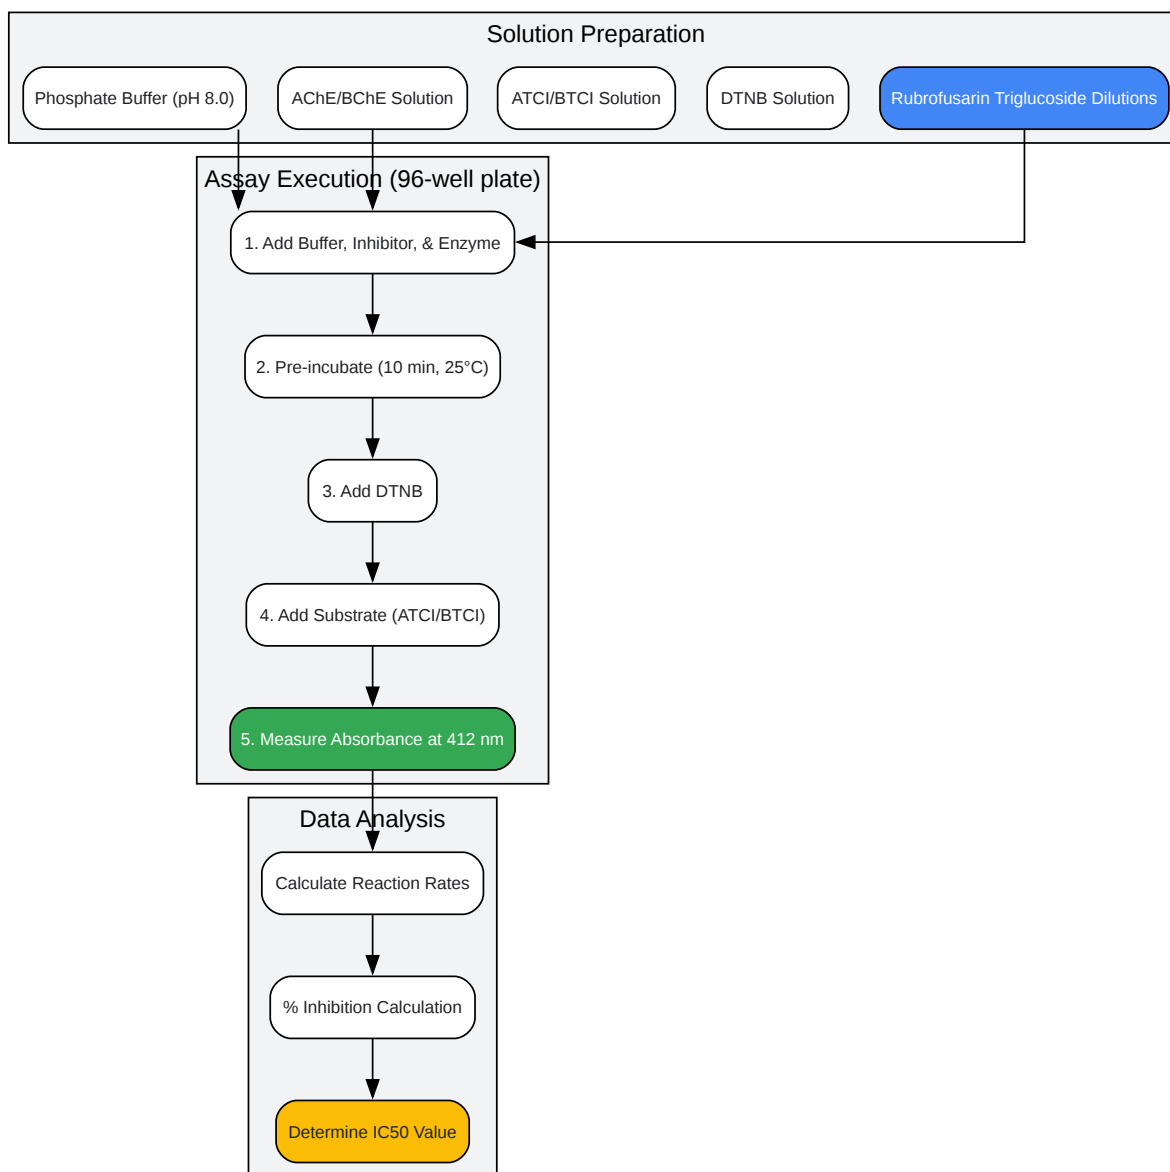 Solution Preparation
Phosphate Buffer (pH 8.0)
AChE/BChE Solution
ATCI/BTCI Solution
DTNB Solution
Rubrofusarin Triglucoside Dilutions
Assay Execution (96-well plate)
1. Add Buffer, Inhibitor, & Enzyme
2. Pre-incubate (10 min, 25°C)
3. Add DTNB
4. Add Substrate (ATCI/BTCI)
5. Measure Absorbance at 412 nm
Data Analysis
Calculate Reaction Rates
% Inhibition Calculation
Determine IC50 Value